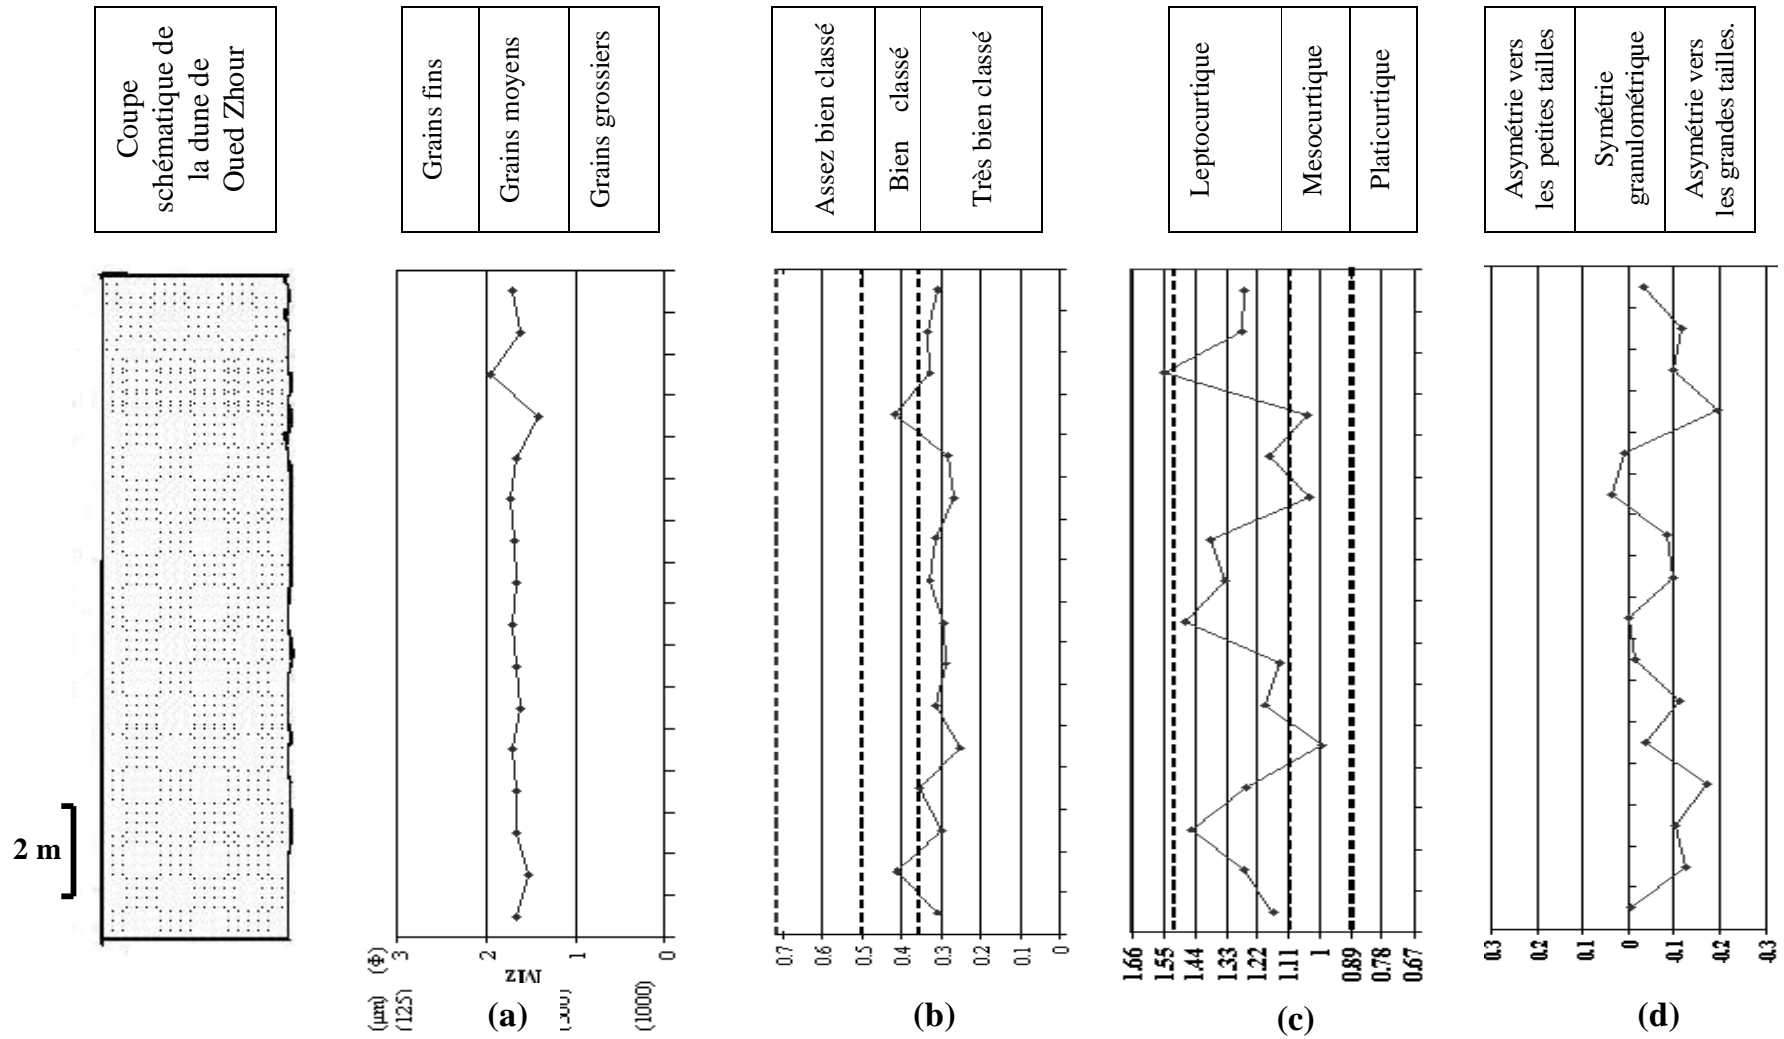 Coupe
schématique de
la dune de
Oued Zhour
Grains fins
Grains moyens
Grains grossiers
Assez bien classé
Bien classé
Très bien classé
Leptocurtique
Mesocurtique
Platicurtique
Asymétrie vers
les petites tailles
Symétrie
granulométrique
Asymétrie vers
les grandes tailles.
2 m
(Φ)
3
2
1
0
Mz
(µm)
(125)
(1000)
(a)
0.7
0.6
0.5
0.4
0.3
0.2
0.1
0
(b)
1.66
1.55
1.44
1.33
1.22
1.11
1
0.89
0.78
0.67
(c)
0.3
0.2
0.1
0
-0.1
-0.2
-0.3
(d)